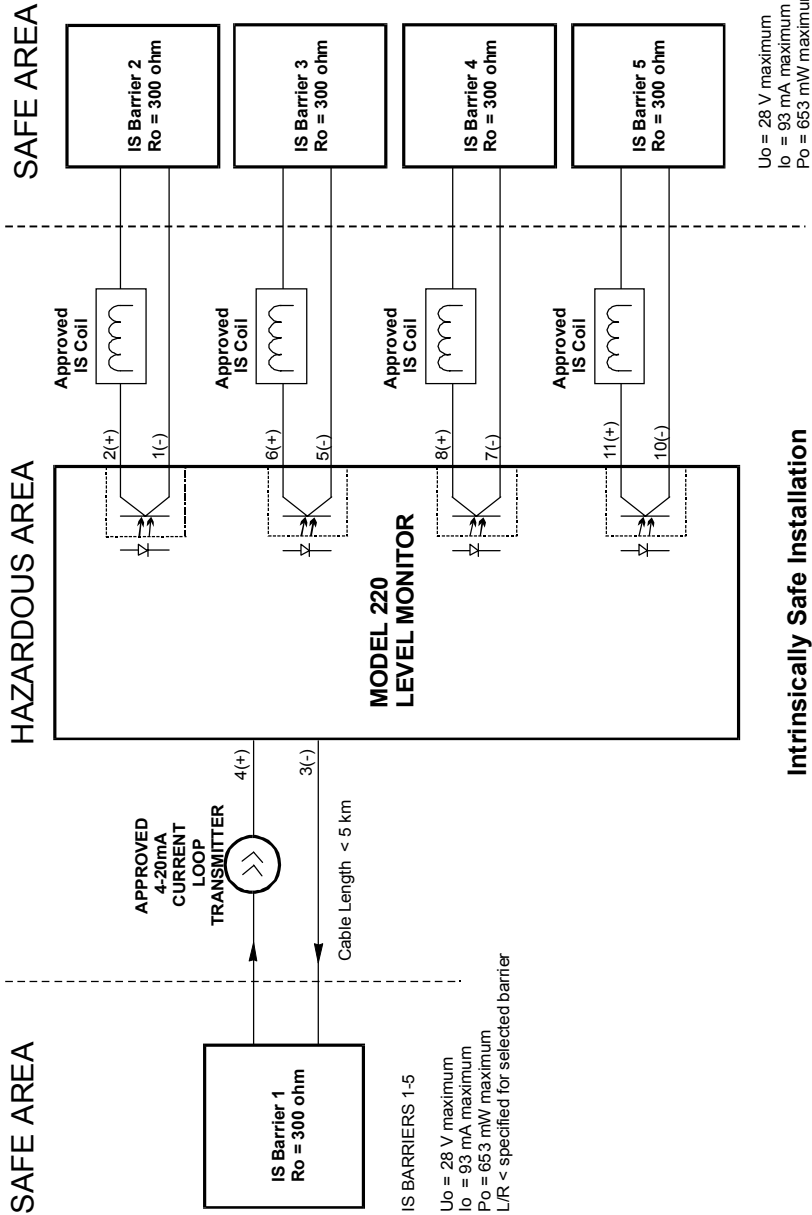 SAFE AREA
HAZARDOUS AREA
SAFE AREA
IS Barrier 1
Ro = 300 ohm
IS BARRIERS 1-5
Uo = 28 V maximum
Io = 93 mA maximum
Po = 653 mW maximum
L/R < specified for selected barrier
APPROVED
4-20mA
CURRENT
LOOP
TRANSMITTER
Cable Length < 5 km
4(+)
3(-)
MODEL 220
LEVEL MONITOR
2(+)
1(-)
Approved
IS Coil
IS Barrier 2
Ro = 300 ohm
6(+)
5(-)
Approved
IS Coil
IS Barrier 3
Ro = 300 ohm
8(+)
7(-)
Approved
IS Coil
IS Barrier 4
Ro = 300 ohm
11(+)
10(-)
Approved
IS Coil
IS Barrier 5
Ro = 300 ohm
Uo = 28 V maximum
Io = 93 mA maximum
Po = 653 mW maximum
Intrinsically Safe Installation